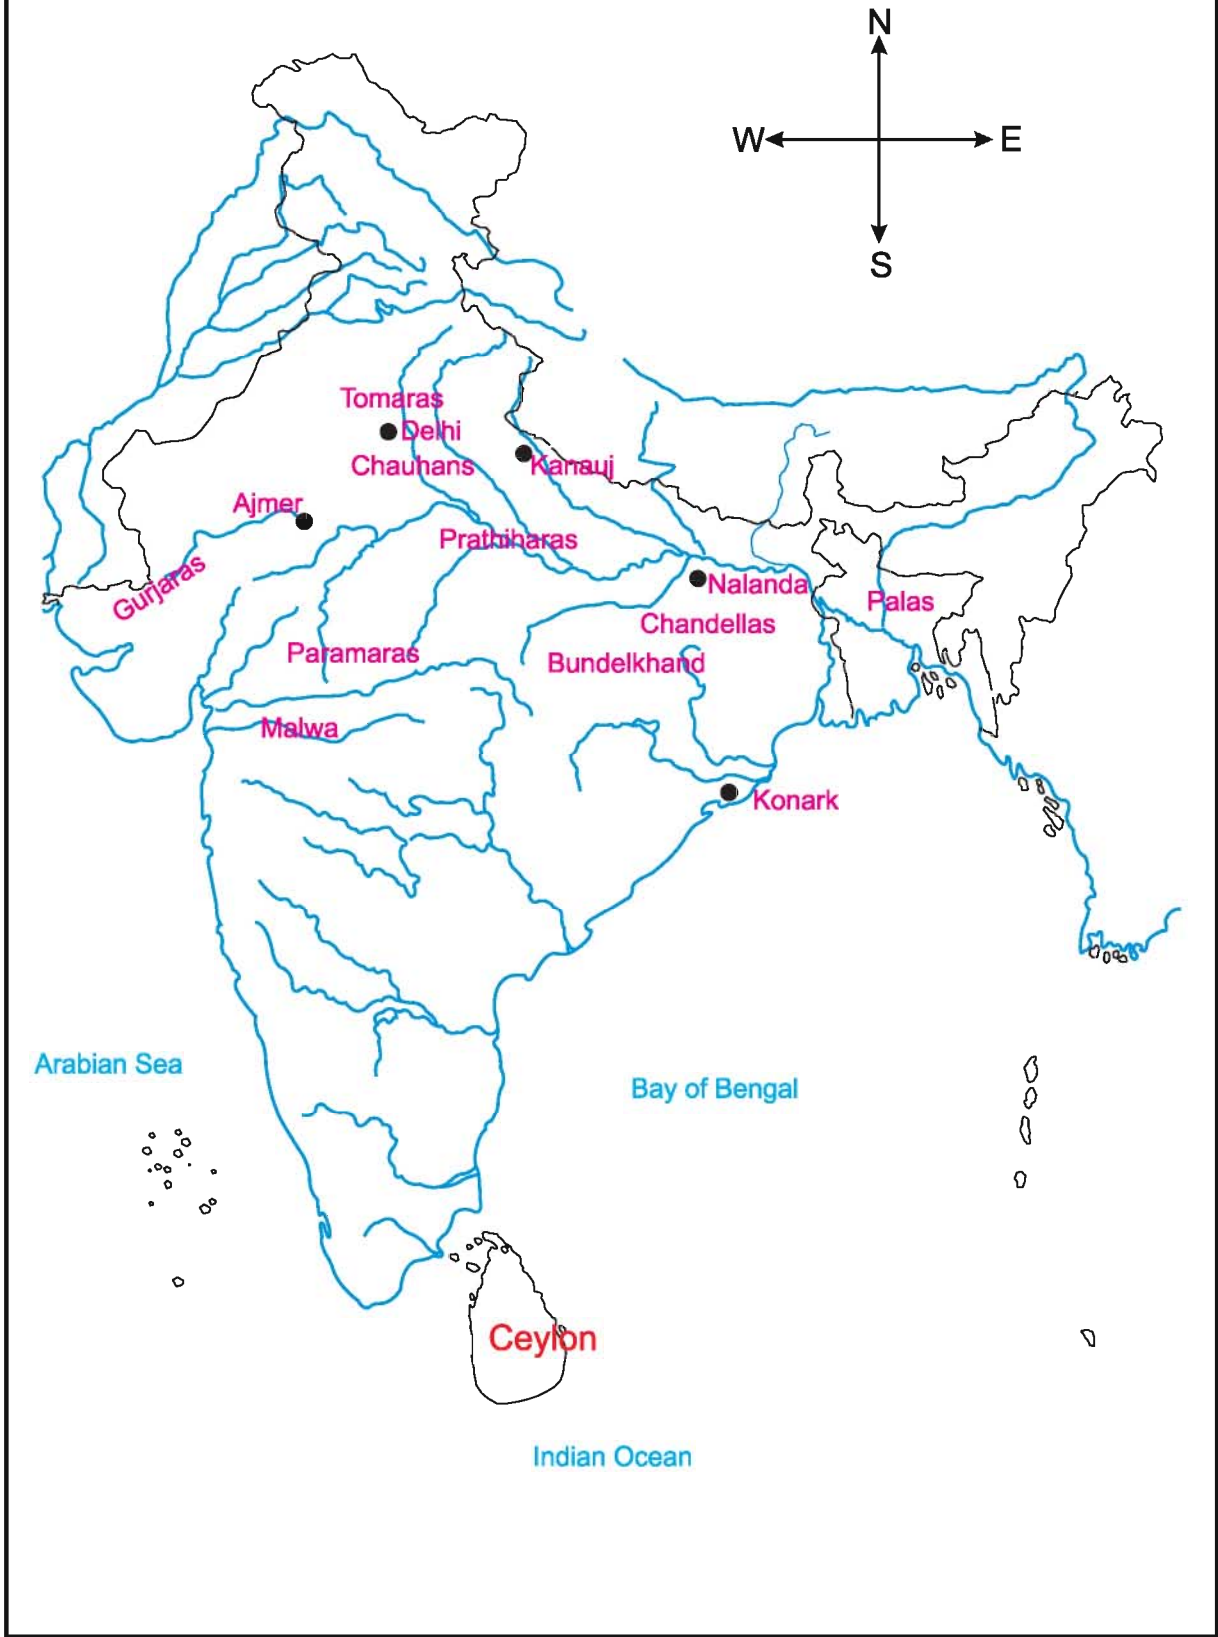 N
W
E
S
Tomaras
Delhi
Chauhans
Kanauj
Ajmer
Prathiharas
Gurjaras
Nalanda
Palas
Chandellas
Paramaras
Bundelkhand
Malwa
Konark
Arabian Sea
Bay of Bengal
Ceylon
Indian Ocean